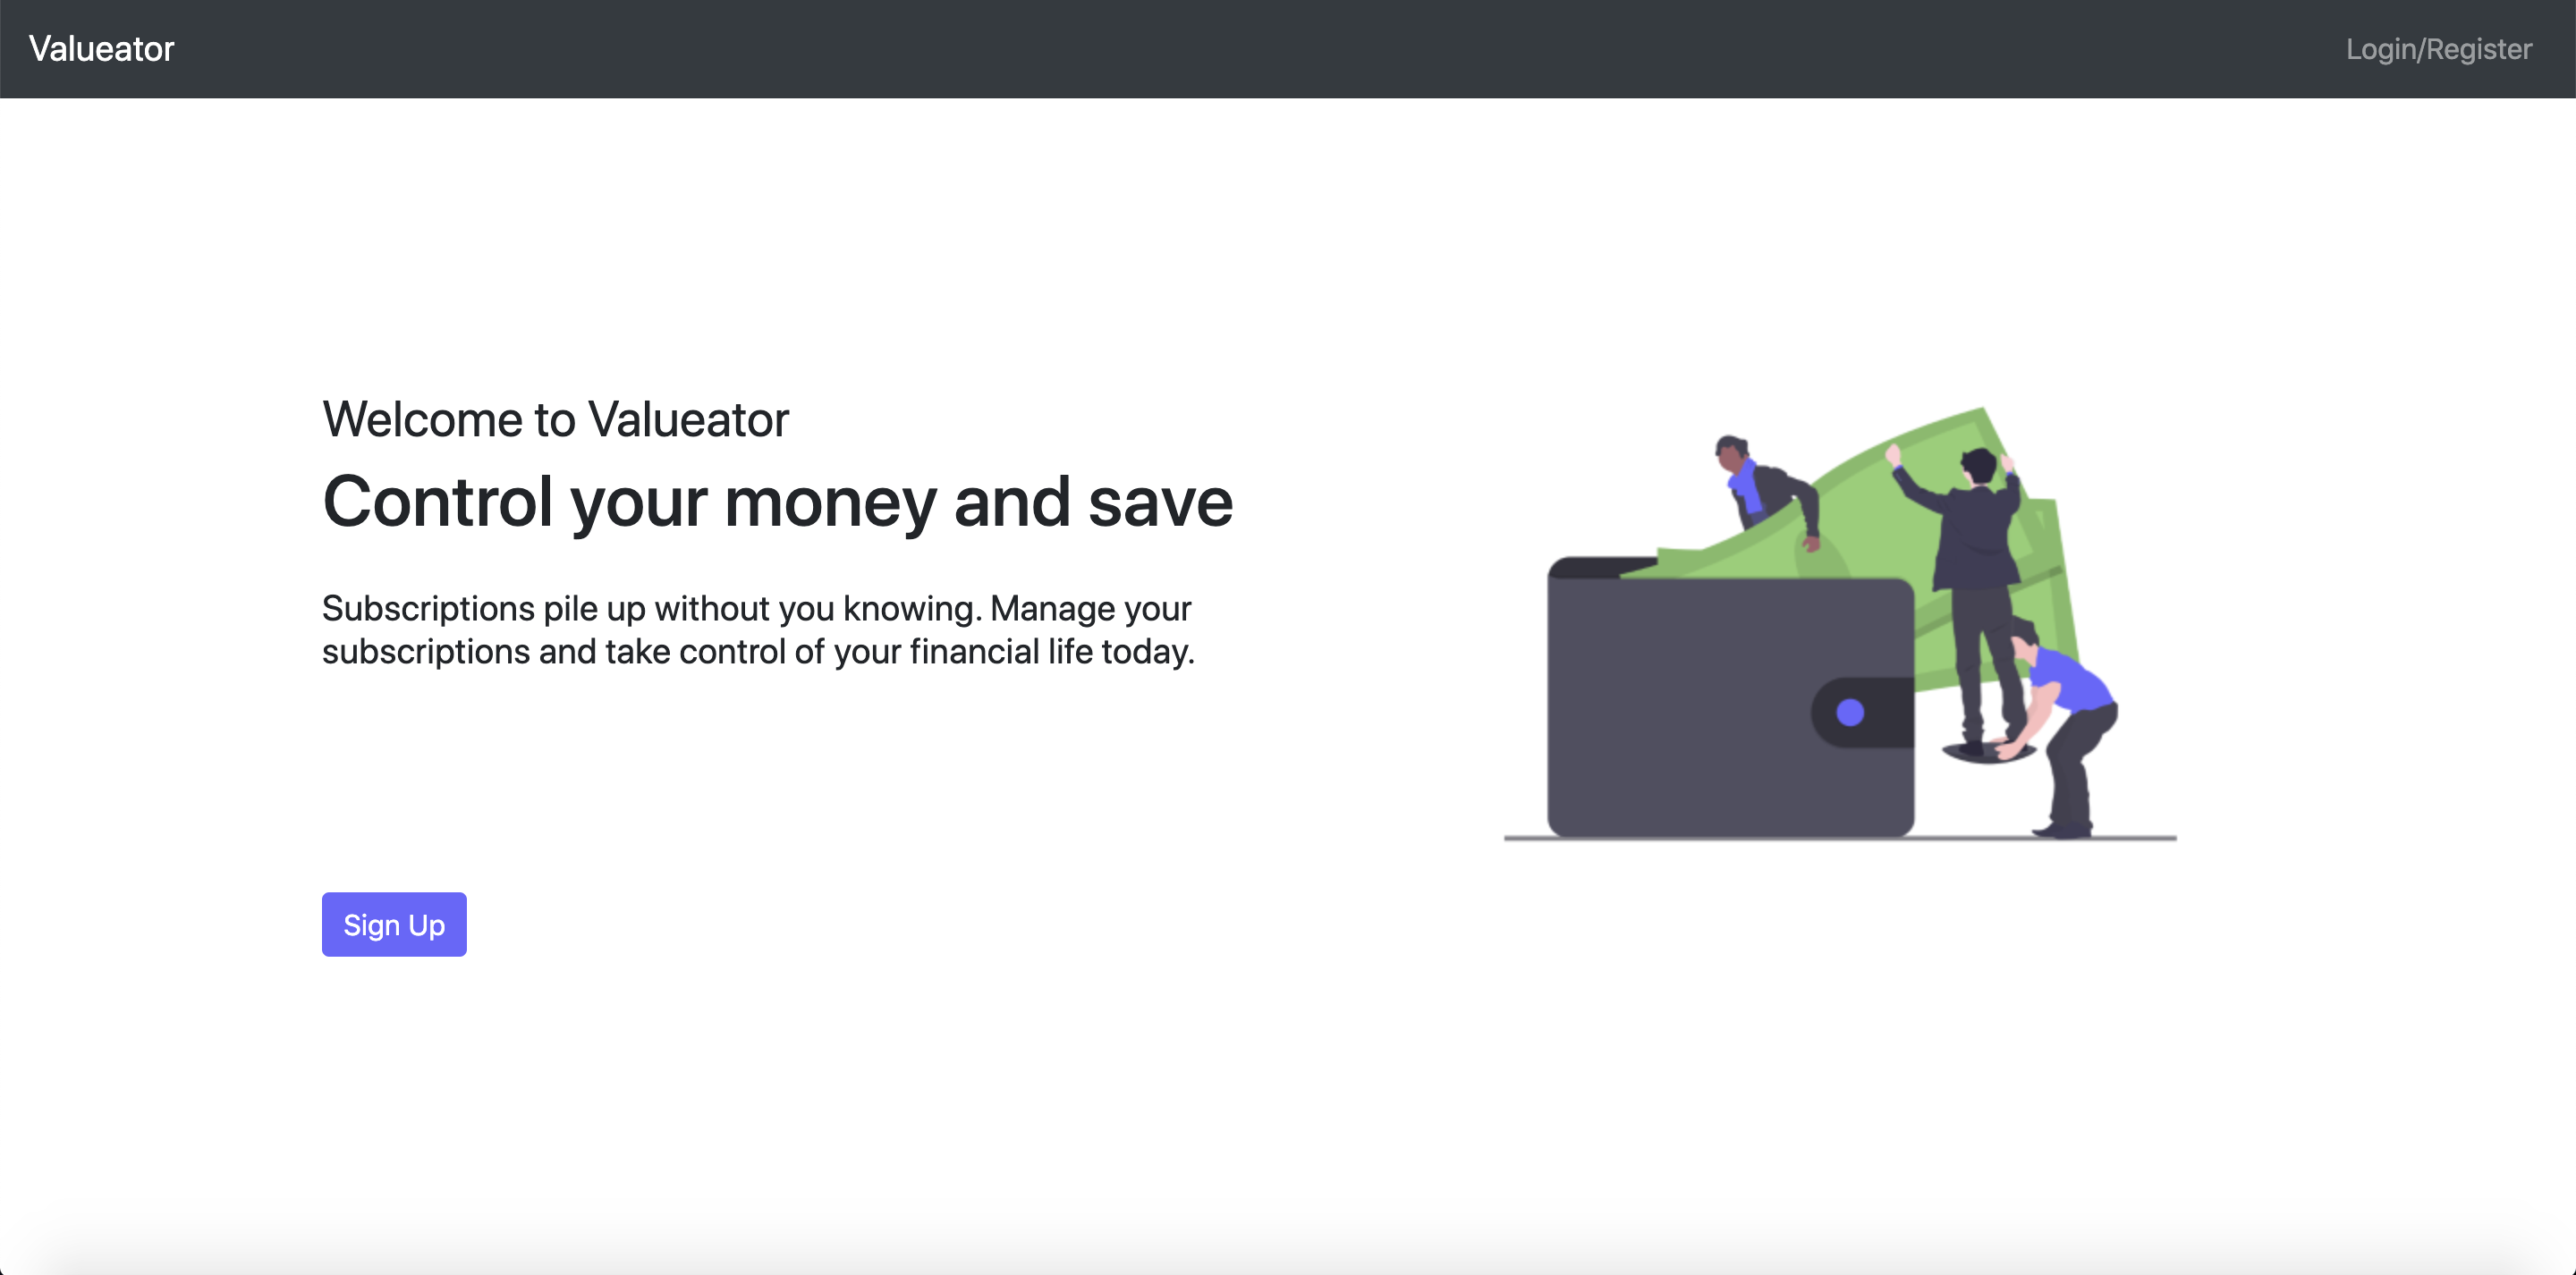 Valueator
Login/Register
Welcome to Valueator
Control your money and save
Subscriptions pile up without you knowing. Manage your
subscriptions and take control of your financial life today.
Sign Up